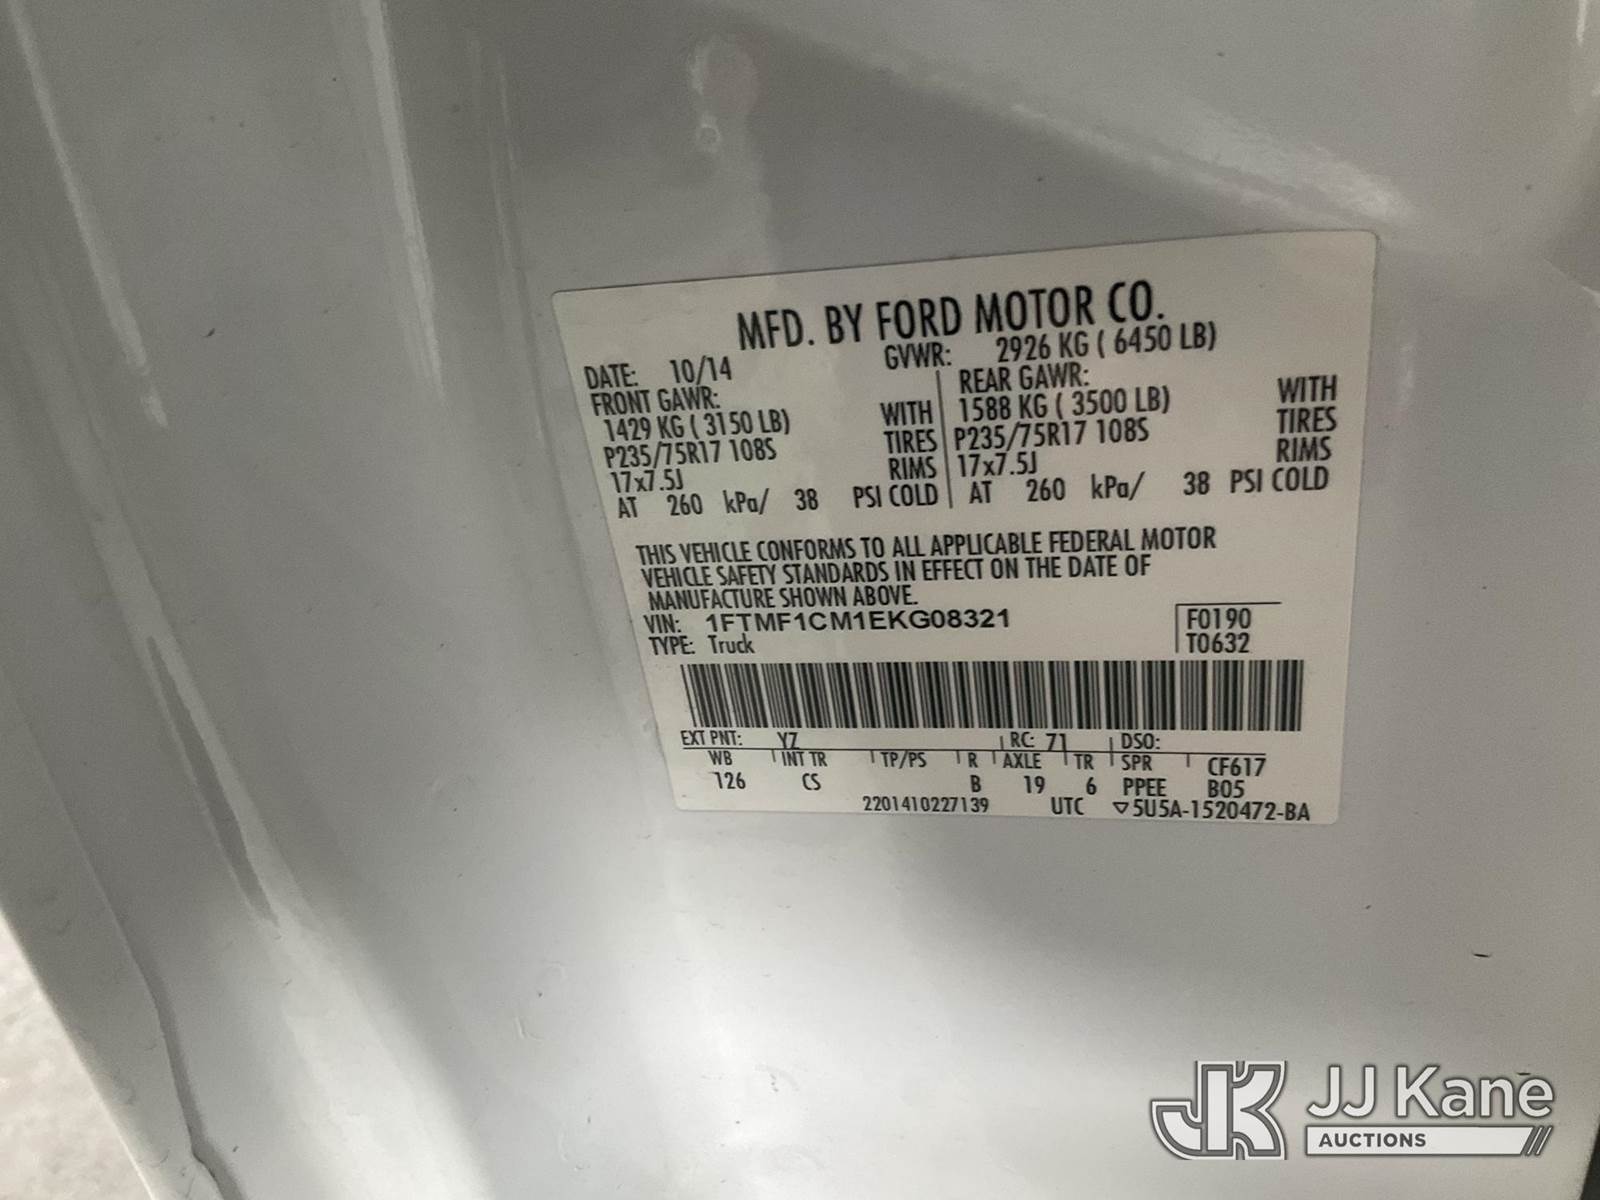 MFD. BY FORD MOTOR CO.
DATE: 10/14 GVWR: 2926 KG ( 6450 LB)
FRONT GAWR: REAR GAWR:
1429 KG ( 3150 LB) WITH 1588 KG ( 3500 LB) WITH
P235/75R17 108S TIRES P235/75R17 108S TIRES
17x7.5J RIMS 17x7.5J RIMS
AT 260 kPa/ 38 PSI COLD AT 260 kPa/ 38 PSI COLD
THIS VEHICLE CONFORMS TO ALL APPLICABLE FEDERAL MOTOR
VEHICLE SAFETY STANDARDS IN EFFECT ON THE DATE OF
MANUFACTURE SHOWN ABOVE.
VIN: 1FTMF1CM1EKG08321 F0190
TYPE: Truck T0632
EXT PNT: YZ RC: 71 DSO:
WB INT TR TP/PS R AXLE TR SPR CF617
126 CS B 19 6 PPEE B05
2201410227139 UTC ▽5U5A-1520472-BA
JK JJ Kane
AUCTIONS